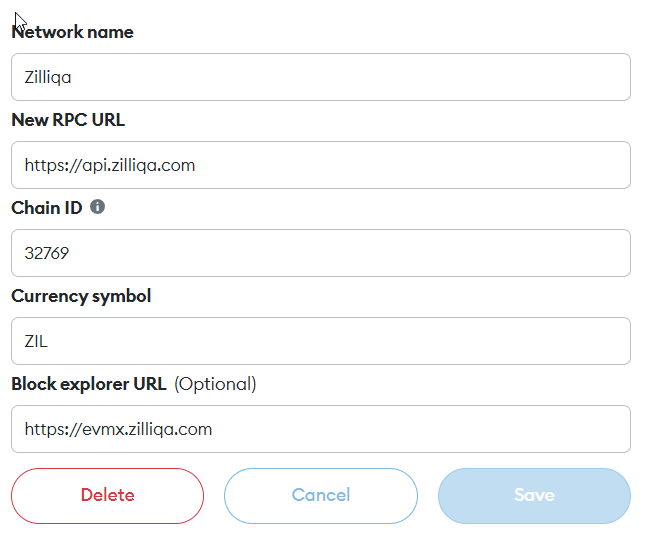 Network name
Zilliqa
New RPC URL
https://api.zilliqa.com
Chain ID
32769
Currency symbol
ZIL
Block explorer URL (Optional)
https://evmx.zilliqa.com
Delete Cancel Save